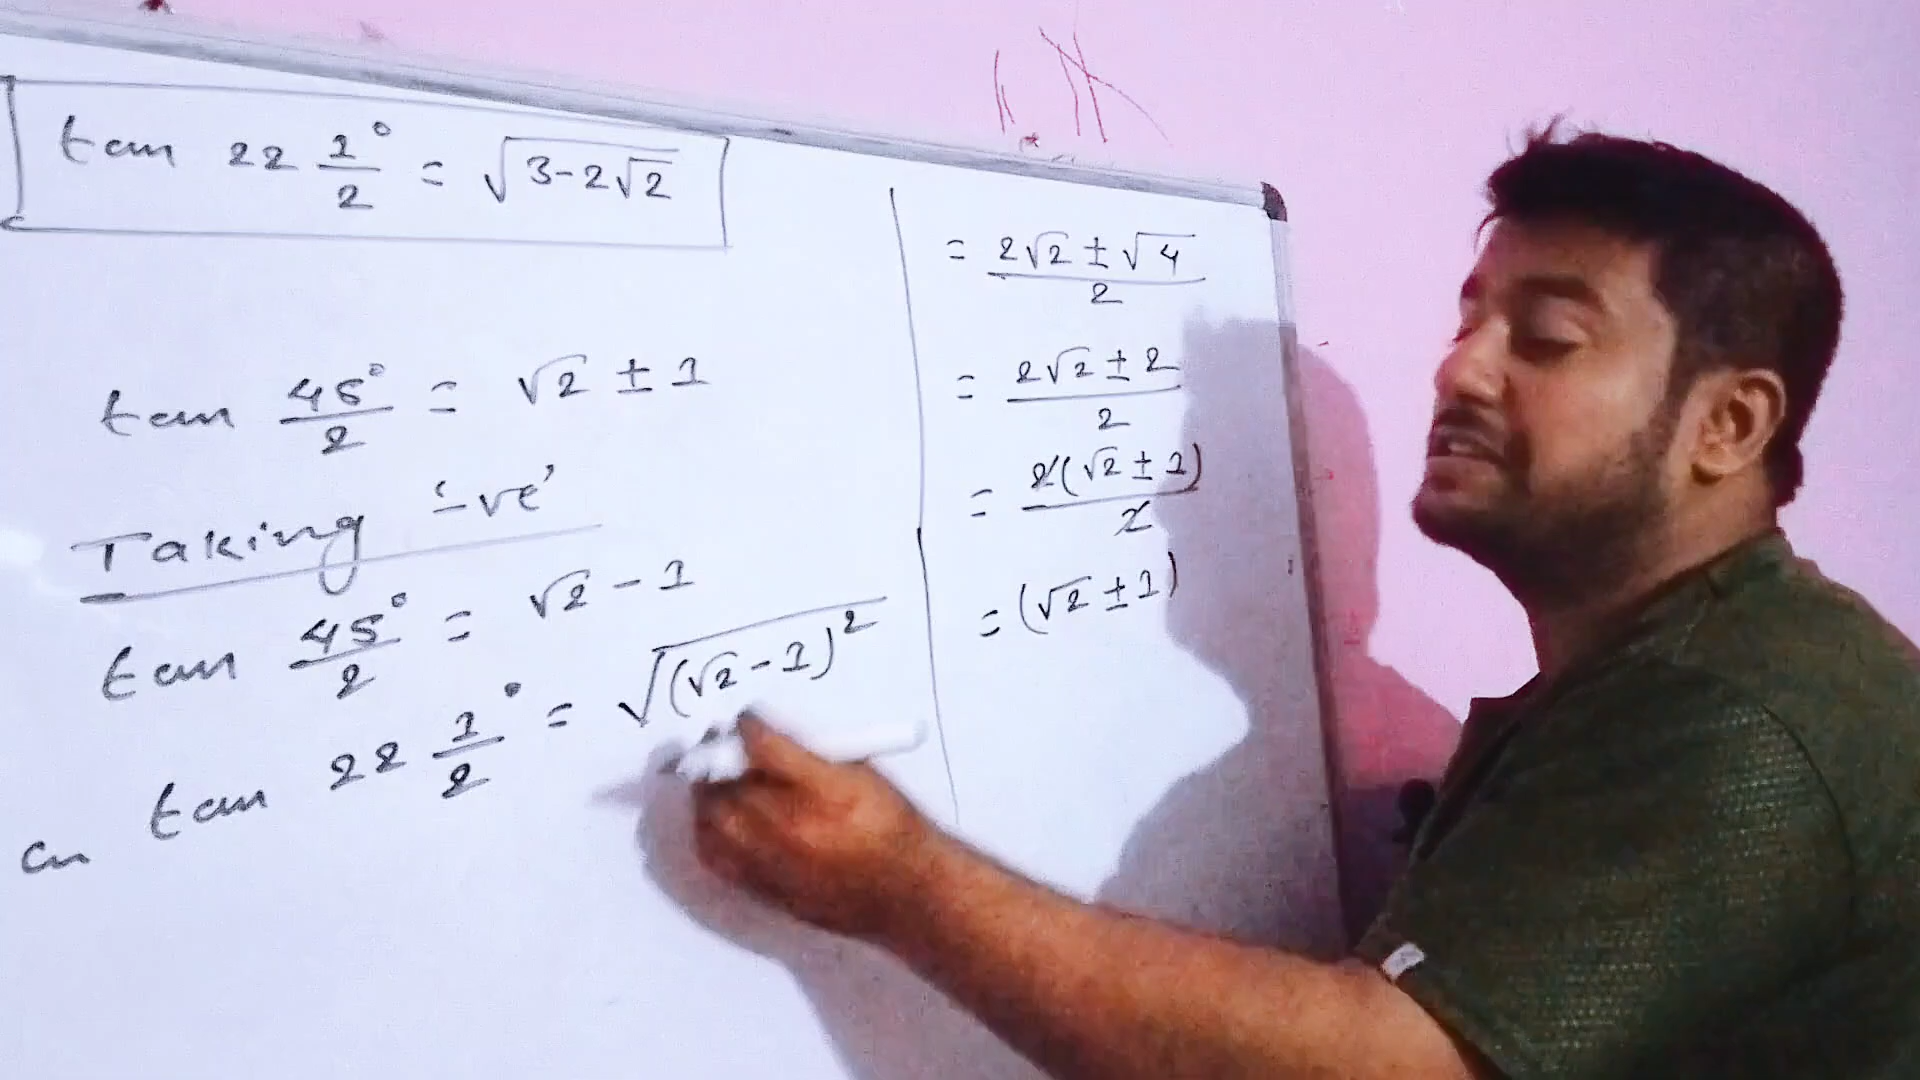 tan 22 1/2° = √(3-2√2)
tan 45°/2 = √2 ± 1
Taking '-ve'
tan 45°/2 = √2 - 1
tan 22 1/2° = √((√2 - 1)²)
= (2√2 ± √4)/2
= (2√2 ± 2)/2
= 2(√2 ± 1)/2
= (√2 ± 1)